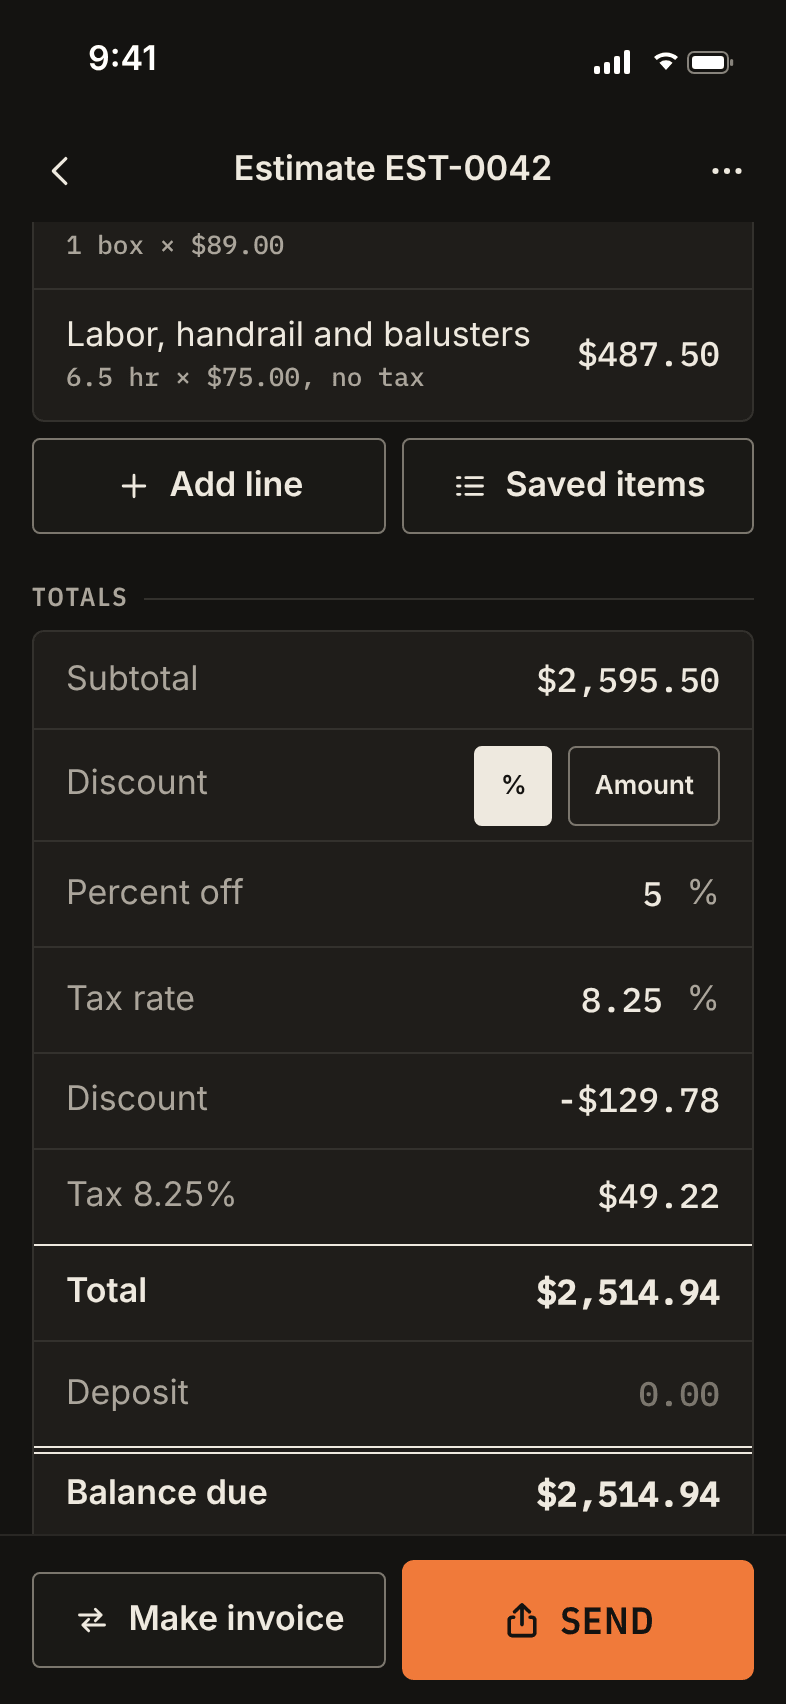 9:41
Estimate EST-0042
1 box × $89.00
Labor, handrail and balusters
$487.50
6.5 hr × $75.00, no tax
Add line
Saved items
TOTALS
Subtotal $2,595.50
Discount % Amount
Percent off 5 %
Tax rate 8.25 %
Discount -$129.78
Tax 8.25% $49.22
Total $2,514.94
Deposit 0.00
Balance due $2,514.94
Make invoice
SEND